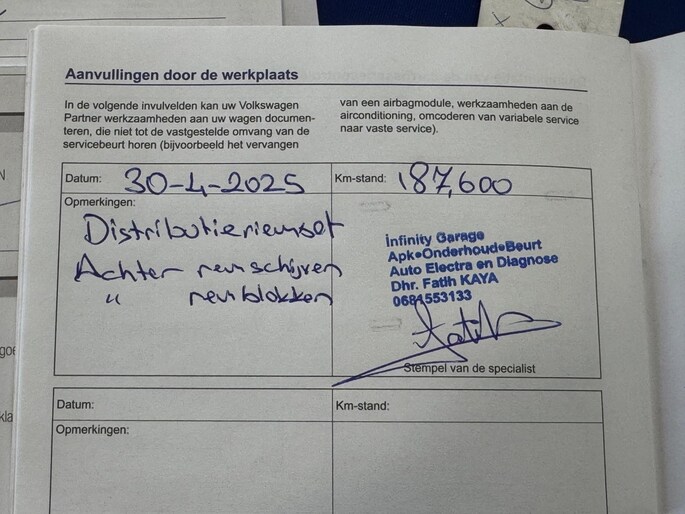 Aanvullingen door de werkplaats
In de volgende invulvelden kan uw Volkswagen
Partner werkzaamheden aan uw wagen documen-
teren, die niet tot de vastgestelde omvang van de
servicebeurt horen (bijvoorbeeld het vervangen
van een airbagmodule, werkzaamheden aan de
airconditioning, omcoderen van variabele service
naar vaste service).
Datum: 30-4-2025
Km-stand: 187,600
Opmerkingen:
Distributieriemset
Achter remschijven
" remblokken
infinity Garage
Apk•Onderhoud•Beurt
Auto Electra en Diagnose
Dhr. Fatih KAYA
0681553133
Stempel van de specialist
Datum:
Km-stand:
Opmerkingen: